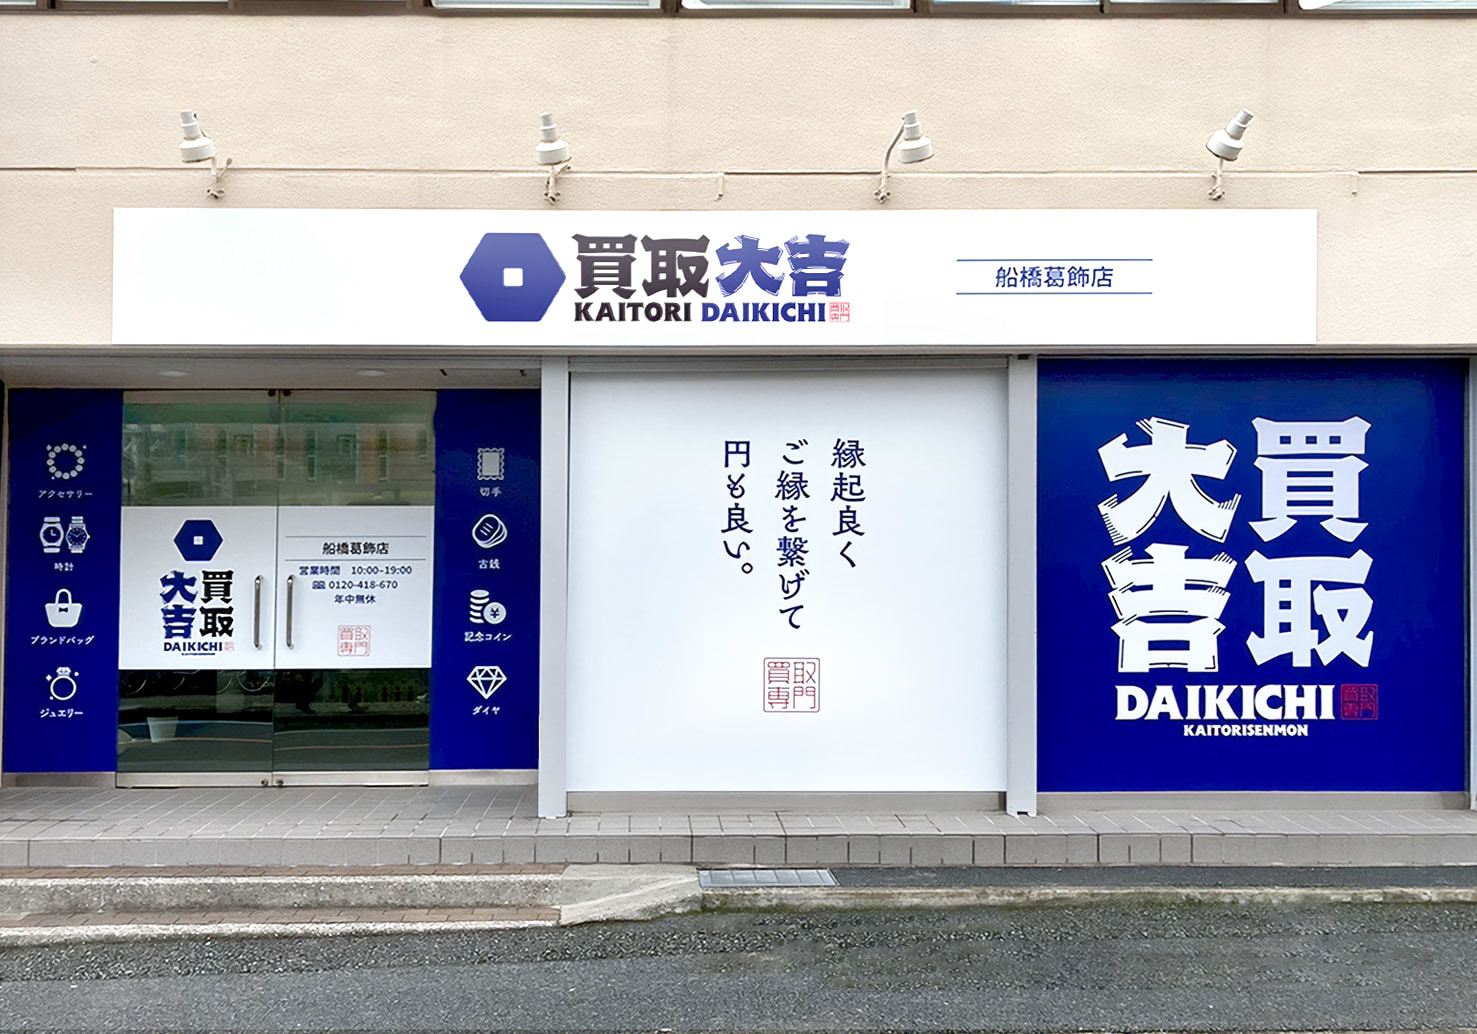 買取大吉
KAITORI DAIKICHI
買取専門
船橋葛飾店
アクセサリー
時計
ブランドバッグ
ジュエリー
買取
大吉
DAIKICHI
KAITORISENMON
船橋葛飾店
営業時間 10:00-19:00
0120-418-670
年中無休
買取専門
切手
古銭
記念コイン
ダイヤ
縁起良く
ご縁を繋げて
円も良い。
買取専門
買取
大吉
DAIKICHI
買取専門
KAITORISENMON